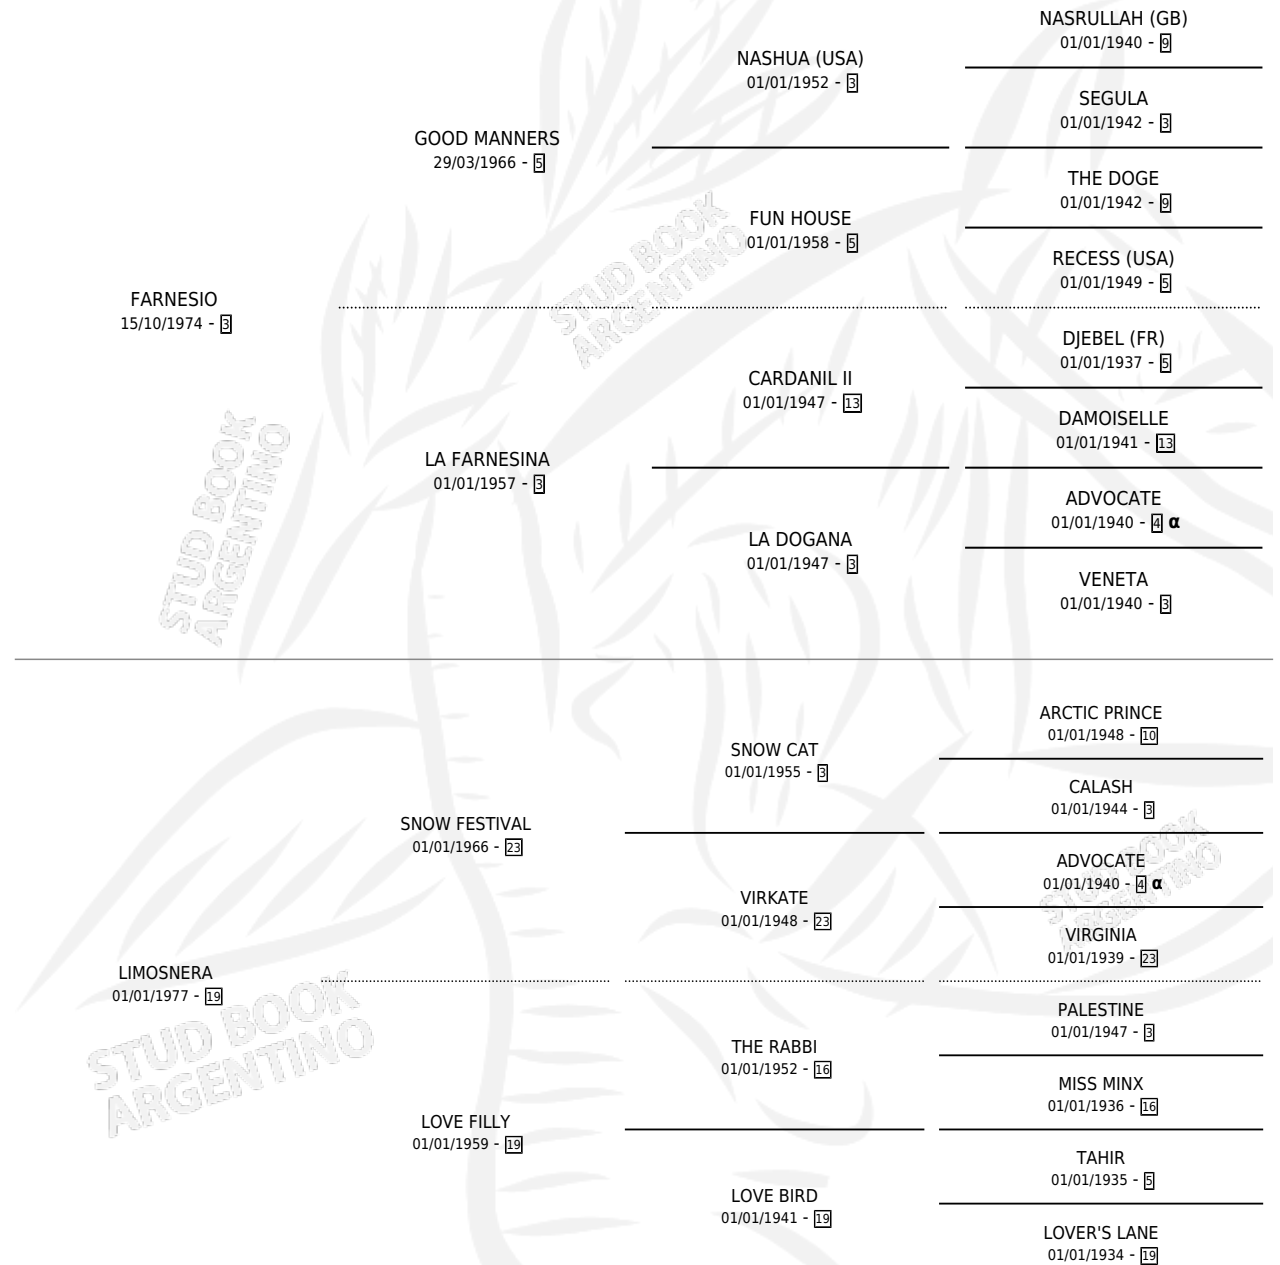 NASRULLAH (GB)
01/01/1940 - 9
NASHUA (USA)
01/01/1952 - 3
SEGULA
01/01/1942 - 3
GOOD MANNERS
29/03/1966 - 5
THE DOGE
01/01/1942 - 9
FUN HOUSE
01/01/1958 - 5
RECESS (USA)
01/01/1949 - 5
FARNESIO
15/10/1974 - 3
DJEBEL (FR)
01/01/1937 - 5
CARDANIL II
01/01/1947 - 13
DAMOISELLE
01/01/1941 - 13
LA FARNESINA
01/01/1957 - 3
ADVOCATE
01/01/1940 - 4 α
LA DOGANA
01/01/1947 - 3
VENETA
01/01/1940 - 3
ARCTIC PRINCE
01/01/1948 - 10
SNOW CAT
01/01/1955 - 3
CALASH
01/01/1944 - 3
SNOW FESTIVAL
01/01/1966 - 23
ADVOCATE
01/01/1940 - 4 α
VIRKATE
01/01/1948 - 23
VIRGINIA
01/01/1939 - 23
LIMOSNERA
01/01/1977 - 19
PALESTINE
01/01/1947 - 3
THE RABBI
01/01/1952 - 16
MISS MINX
01/01/1936 - 16
LOVE FILLY
01/01/1959 - 19
TAHIR
01/01/1935 - 5
LOVE BIRD
01/01/1941 - 19
LOVER'S LANE
01/01/1934 - 19
STUD BOOK
ARGENTINO
STUD BOOK
ARGENTINO
STUD BOOK
ARGENTINO
STUD BOOK
ARGENTINO